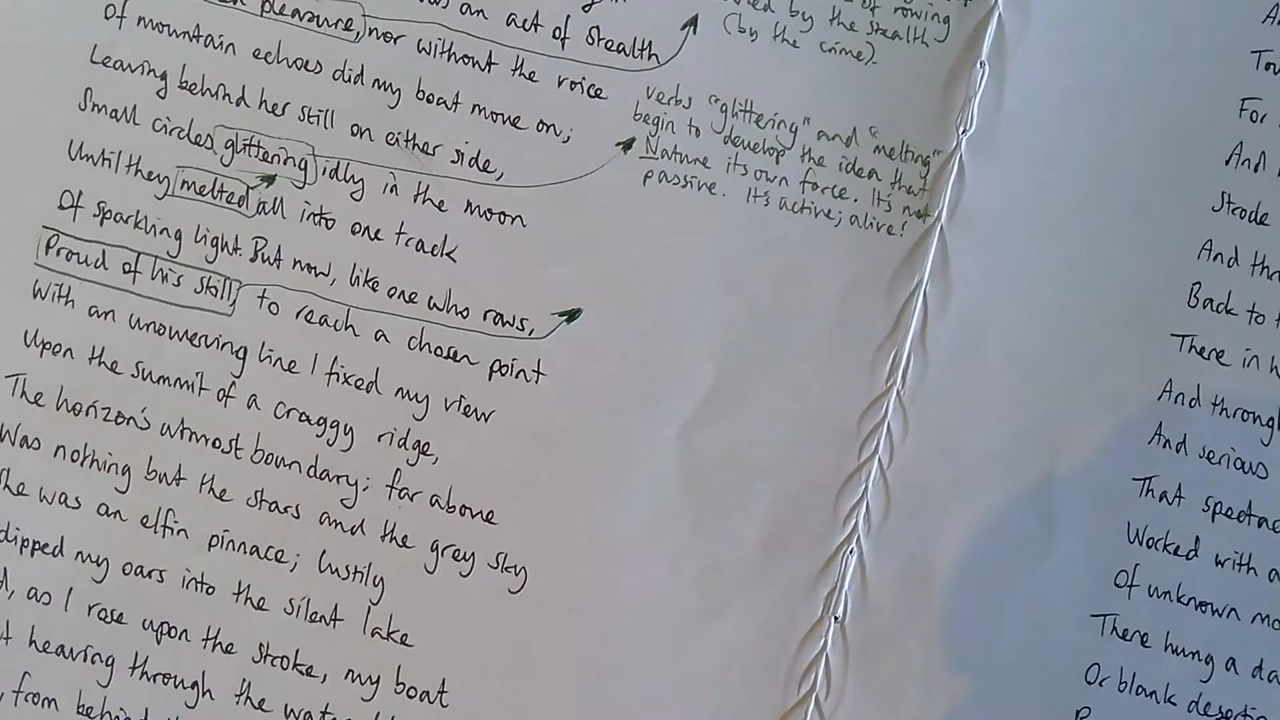 pleasure, an act of Stealth
nor without the voice
Of mountain echoes did my boat move on;
Leaving behind her still on either side,
Small circles glittering idly in the moon
Until they melted all into one track
Of sparkling light. But now, like one who rows,
Proud of his skill, to reach a chosen point
With an unswerving line I fixed my view
Upon the summit of a craggy ridge,
The horizon's utmost boundary; far above
Was nothing but the stars and the grey sky
She was an elfin pinnace; lustily
dipped my oars into the silent lake
as I rose upon the stroke, my boat
heaving through the
from behind
of rowing
by the stealth
(by the crime).
verbs "glittering" and "melting"
begin to develop the idea that
Nature its own force. It's not
passive. It's active; alive!
For
And
Strode
And
Back to
There in
And through
And serious
That
Worked with a
Of unknown
There hung a
Or blank